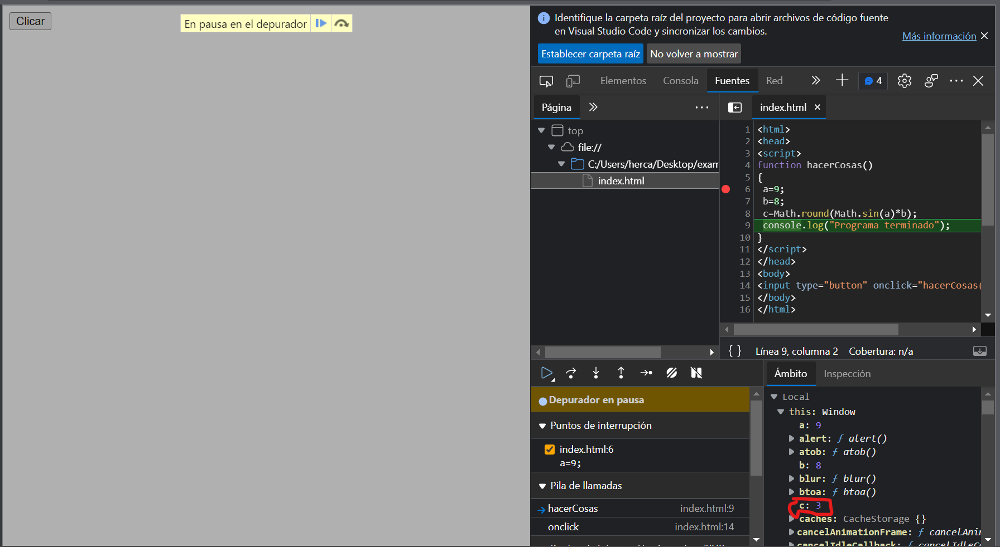 Clicar
En pausa en el depurador
Identifique la carpeta raíz del proyecto para abrir archivos de código fuente
en Visual Studio Code y sincronizar los cambios.
Más información
Establecer carpeta raíz
No volver a mostrar
Elementos
Consola
Fuentes
Red
4
Página
index.html
top
file://
C:/Users/herca/Desktop/exam
index.html
1 <html>
2 <head>
3 <script>
4 function hacerCosas()
5 {
6 a=9;
7 b=8;
8 c=Math.round(Math.sin(a)*b);
9 console.log("Programa terminado");
10 }
11 </script>
12 </head>
13 <body>
14 <input type="button" onclick="hacerCosas(
15 </body>
16 </html>
{ } Línea 9, columna 2 Cobertura: n/a
Depurador en pausa
Puntos de interrupción
index.html:6
a=9;
Pila de llamadas
hacerCosas index.html:9
onclick index.html:14
Ámbito
Inspección
Local
this: Window
a: 9
alert: ƒ alert()
atob: ƒ atob()
b: 8
blur: ƒ blur()
btoa: ƒ btoa()
c: 3
caches: CacheStorage {}
cancelAnimationFrame: ƒ cancelAni
cancelIdleCallback: ƒ cancelIdleC